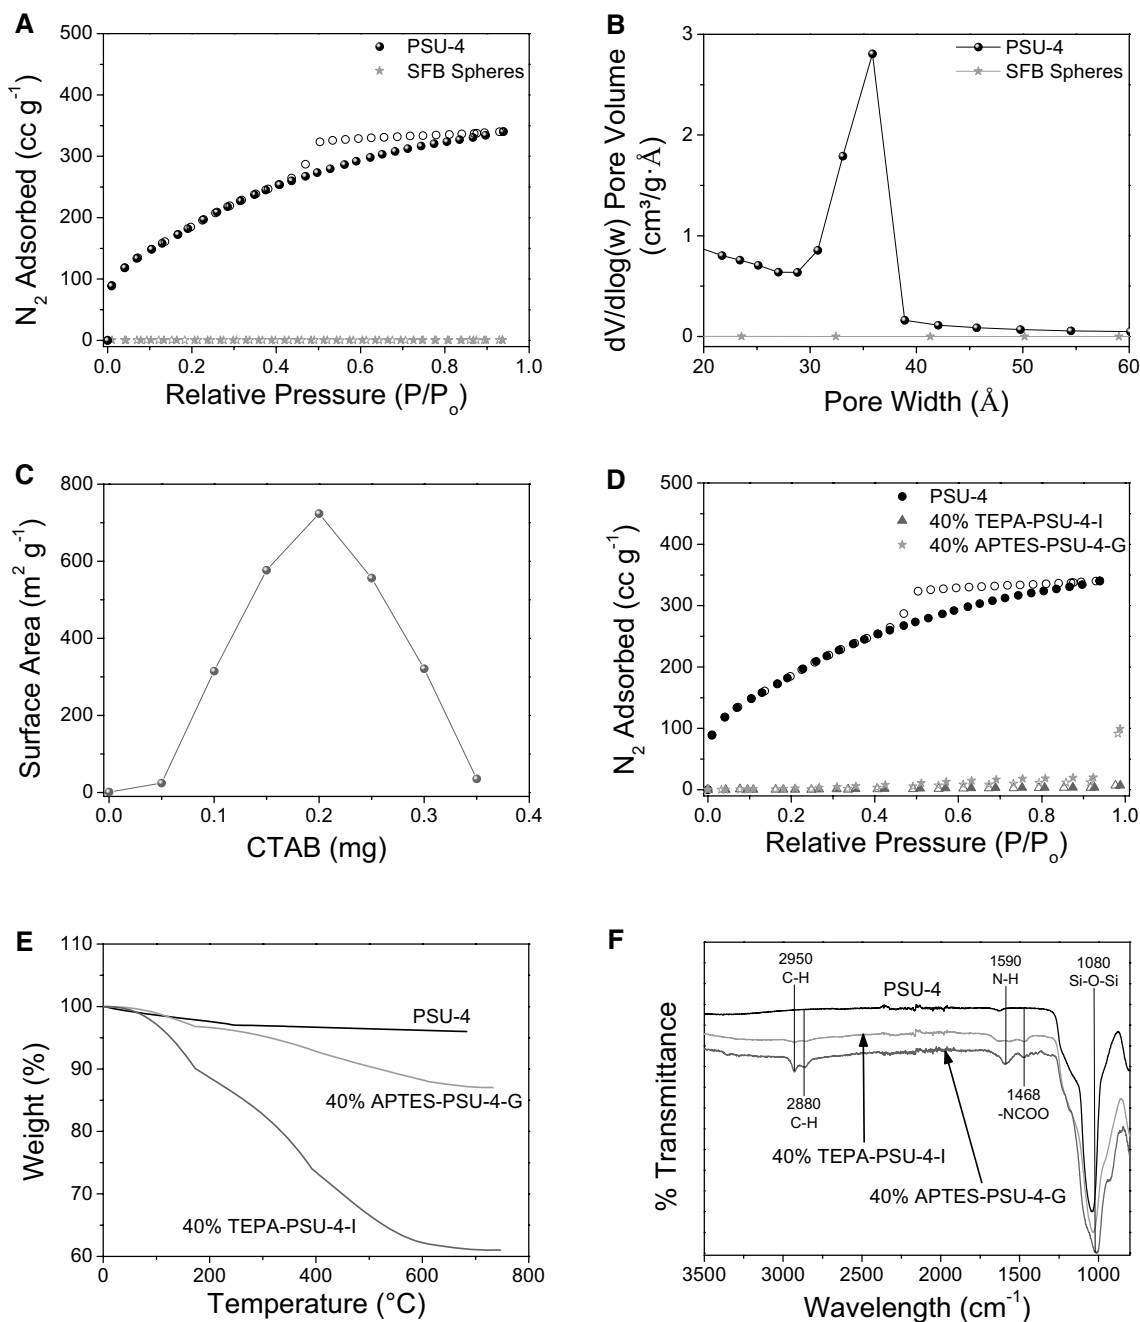 A
500
400
300
200
100
0
0.0 0.2 0.4 0.6 0.8 1.0
N₂ Adsorbed (cc g⁻¹)
Relative Pressure (P/Pₒ)
PSU-4
SFB Spheres
B
3
2
1
0
20 30 40 50 60
dV/dlog(w) Pore Volume
(cm³/g·Å)
Pore Width (Å)
PSU-4
SFB Spheres
C
800
600
400
200
0
0.0 0.1 0.2 0.3 0.4
Surface Area (m² g⁻¹)
CTAB (mg)
D
500
400
300
200
100
0
0.0 0.2 0.4 0.6 0.8 1.0
N₂ Adsorbed (cc g⁻¹)
Relative Pressure (P/Pₒ)
PSU-4
40% TEPA-PSU-4-I
40% APTES-PSU-4-G
E
110
100
90
80
70
60
0 200 400 600 800
Weight (%)
Temperature (°C)
PSU-4
40% APTES-PSU-4-G
40% TEPA-PSU-4-I
F
2950
C-H
1590
N-H
1080
Si-O-Si
PSU-4
2880
C-H
1468
-NCOO
40% TEPA-PSU-4-I
40% APTES-PSU-4-G
% Transmittance
3500 3000 2500 2000 1500 1000
Wavelength (cm⁻¹)